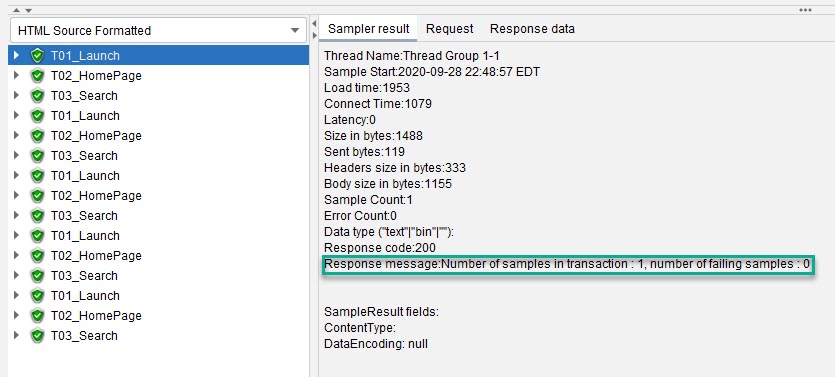 HTML Source Formatted
T01_Launch
T02_HomePage
T03_Search
T01_Launch
T02_HomePage
T03_Search
T01_Launch
T02_HomePage
T03_Search
T01_Launch
T02_HomePage
T03_Search
T01_Launch
T02_HomePage
T03_Search
Sampler result Request Response data
Thread Name:Thread Group 1-1
Sample Start:2020-09-28 22:48:57 EDT
Load time:1953
Connect Time:1079
Latency:0
Size in bytes:1488
Sent bytes:119
Headers size in bytes:333
Body size in bytes:1155
Sample Count:1
Error Count:0
Data type ("text"|"bin"|""):
Response code:200
Response message:Number of samples in transaction : 1, number of failing samples : 0
SampleResult fields:
ContentType:
DataEncoding: null